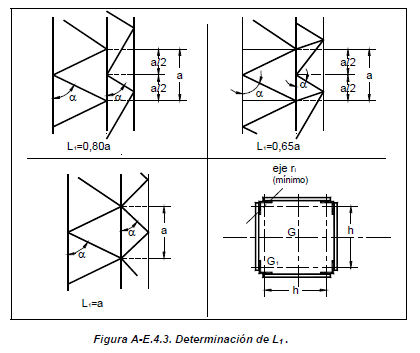 a/2
a
a/2
α
α
L₁=0,80a
a/2
a
a/2
α
α
L₁=0,65a
a
α
α
L₁=a
eje rᵢ
(mínimo)
G
h
G₁
h
Figura A-E.4.3. Determinación de L₁.